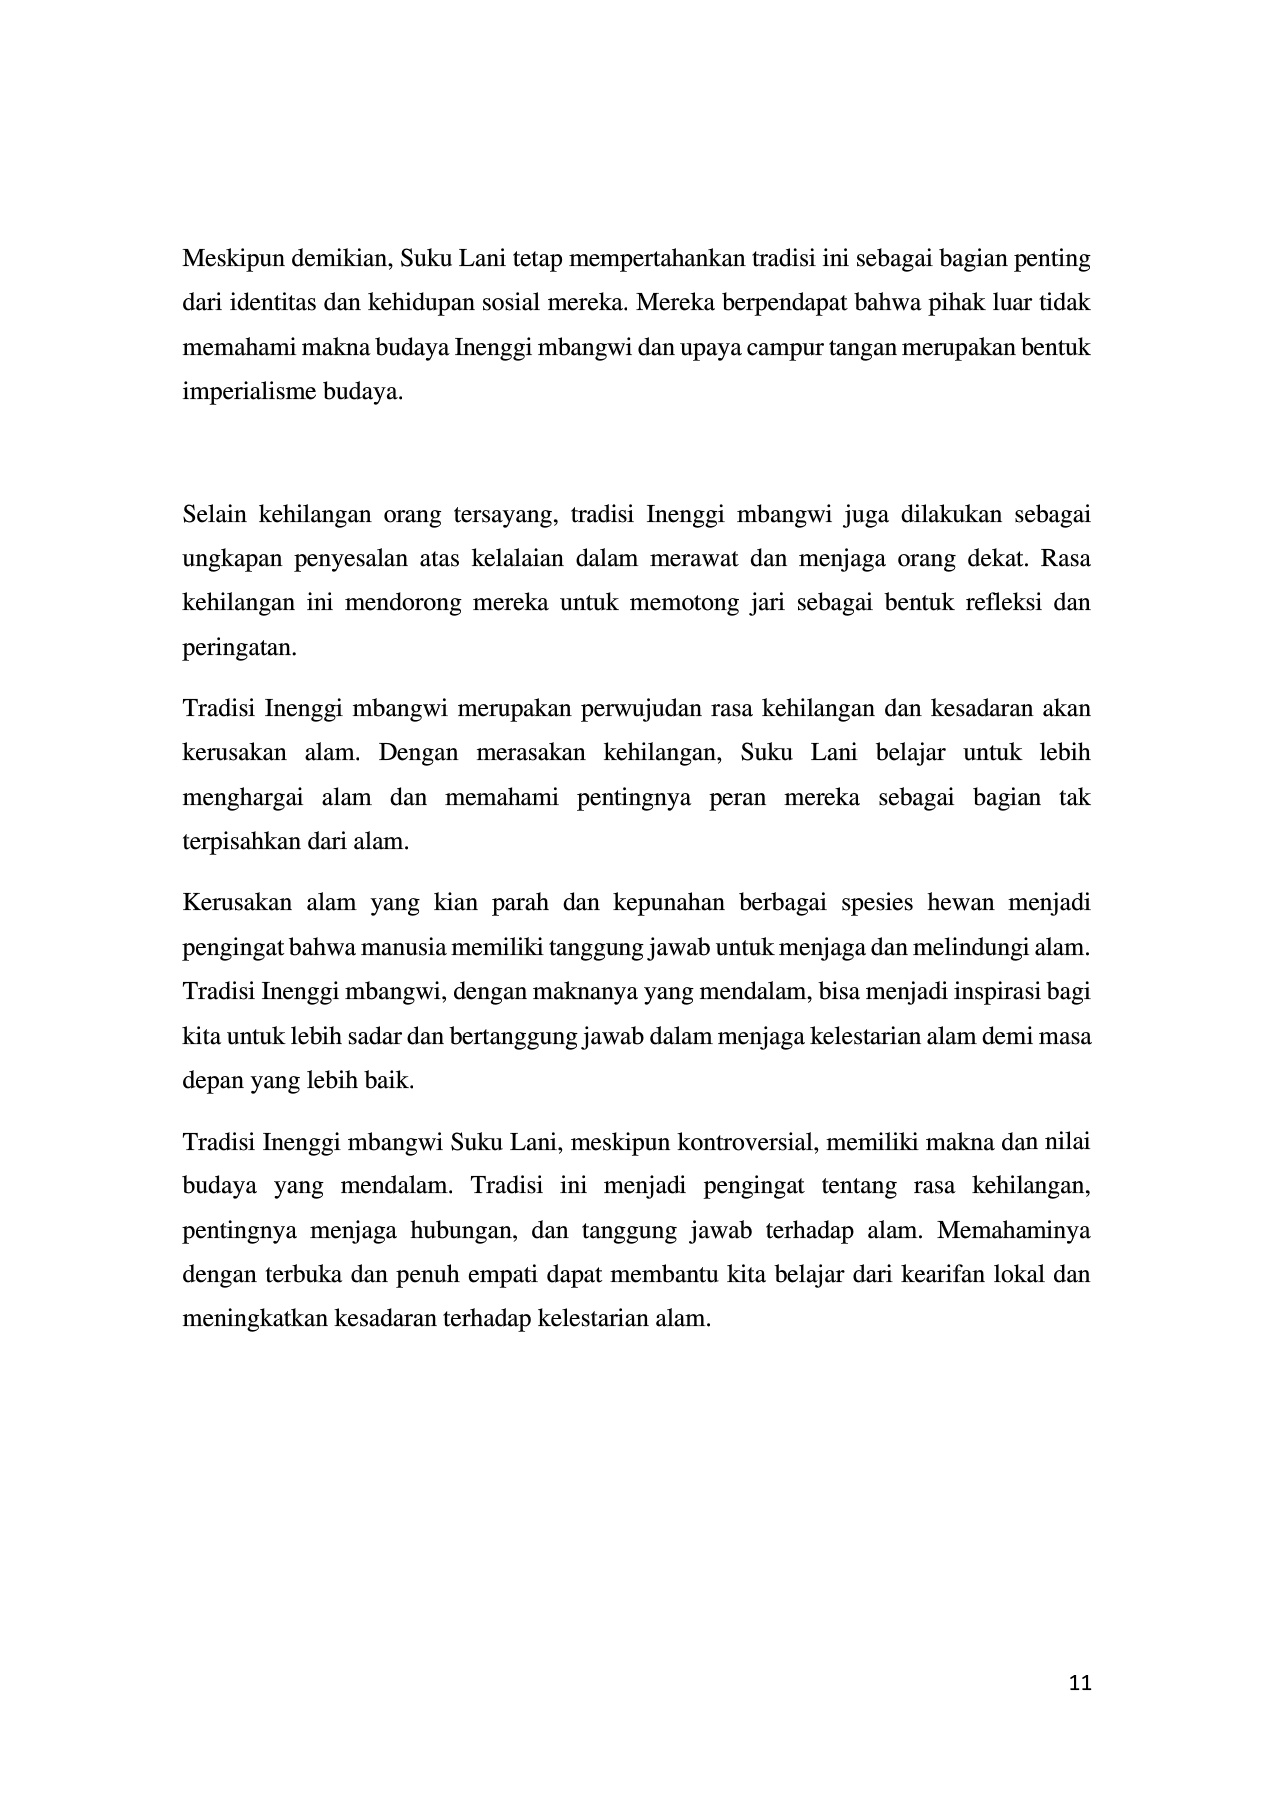 Meskipun demikian, Suku Lani tetap mempertahankan tradisi ini sebagai bagian penting
dari identitas dan kehidupan sosial mereka. Mereka berpendapat bahwa pihak luar tidak
memahami makna budaya Inenggi mbangwi dan upaya campur tangan merupakan bentuk
imperialisme budaya.
Selain kehilangan orang tersayang, tradisi Inenggi mbangwi juga dilakukan sebagai
ungkapan penyesalan atas kelalaian dalam merawat dan menjaga orang dekat. Rasa
kehilangan ini mendorong mereka untuk memotong jari sebagai bentuk refleksi dan
peringatan.
Tradisi Inenggi mbangwi merupakan perwujudan rasa kehilangan dan kesadaran akan
kerusakan alam. Dengan merasakan kehilangan, Suku Lani belajar untuk lebih
menghargai alam dan memahami pentingnya peran mereka sebagai bagian tak
terpisahkan dari alam.
Kerusakan alam yang kian parah dan kepunahan berbagai spesies hewan menjadi
pengingat bahwa manusia memiliki tanggung jawab untuk menjaga dan melindungi alam.
Tradisi Inenggi mbangwi, dengan maknanya yang mendalam, bisa menjadi inspirasi bagi
kita untuk lebih sadar dan bertanggung jawab dalam menjaga kelestarian alam demi masa
depan yang lebih baik.
Tradisi Inenggi mbangwi Suku Lani, meskipun kontroversial, memiliki makna dan nilai
budaya yang mendalam. Tradisi ini menjadi pengingat tentang rasa kehilangan,
pentingnya menjaga hubungan, dan tanggung jawab terhadap alam. Memahaminya
dengan terbuka dan penuh empati dapat membantu kita belajar dari kearifan lokal dan
meningkatkan kesadaran terhadap kelestarian alam.
11